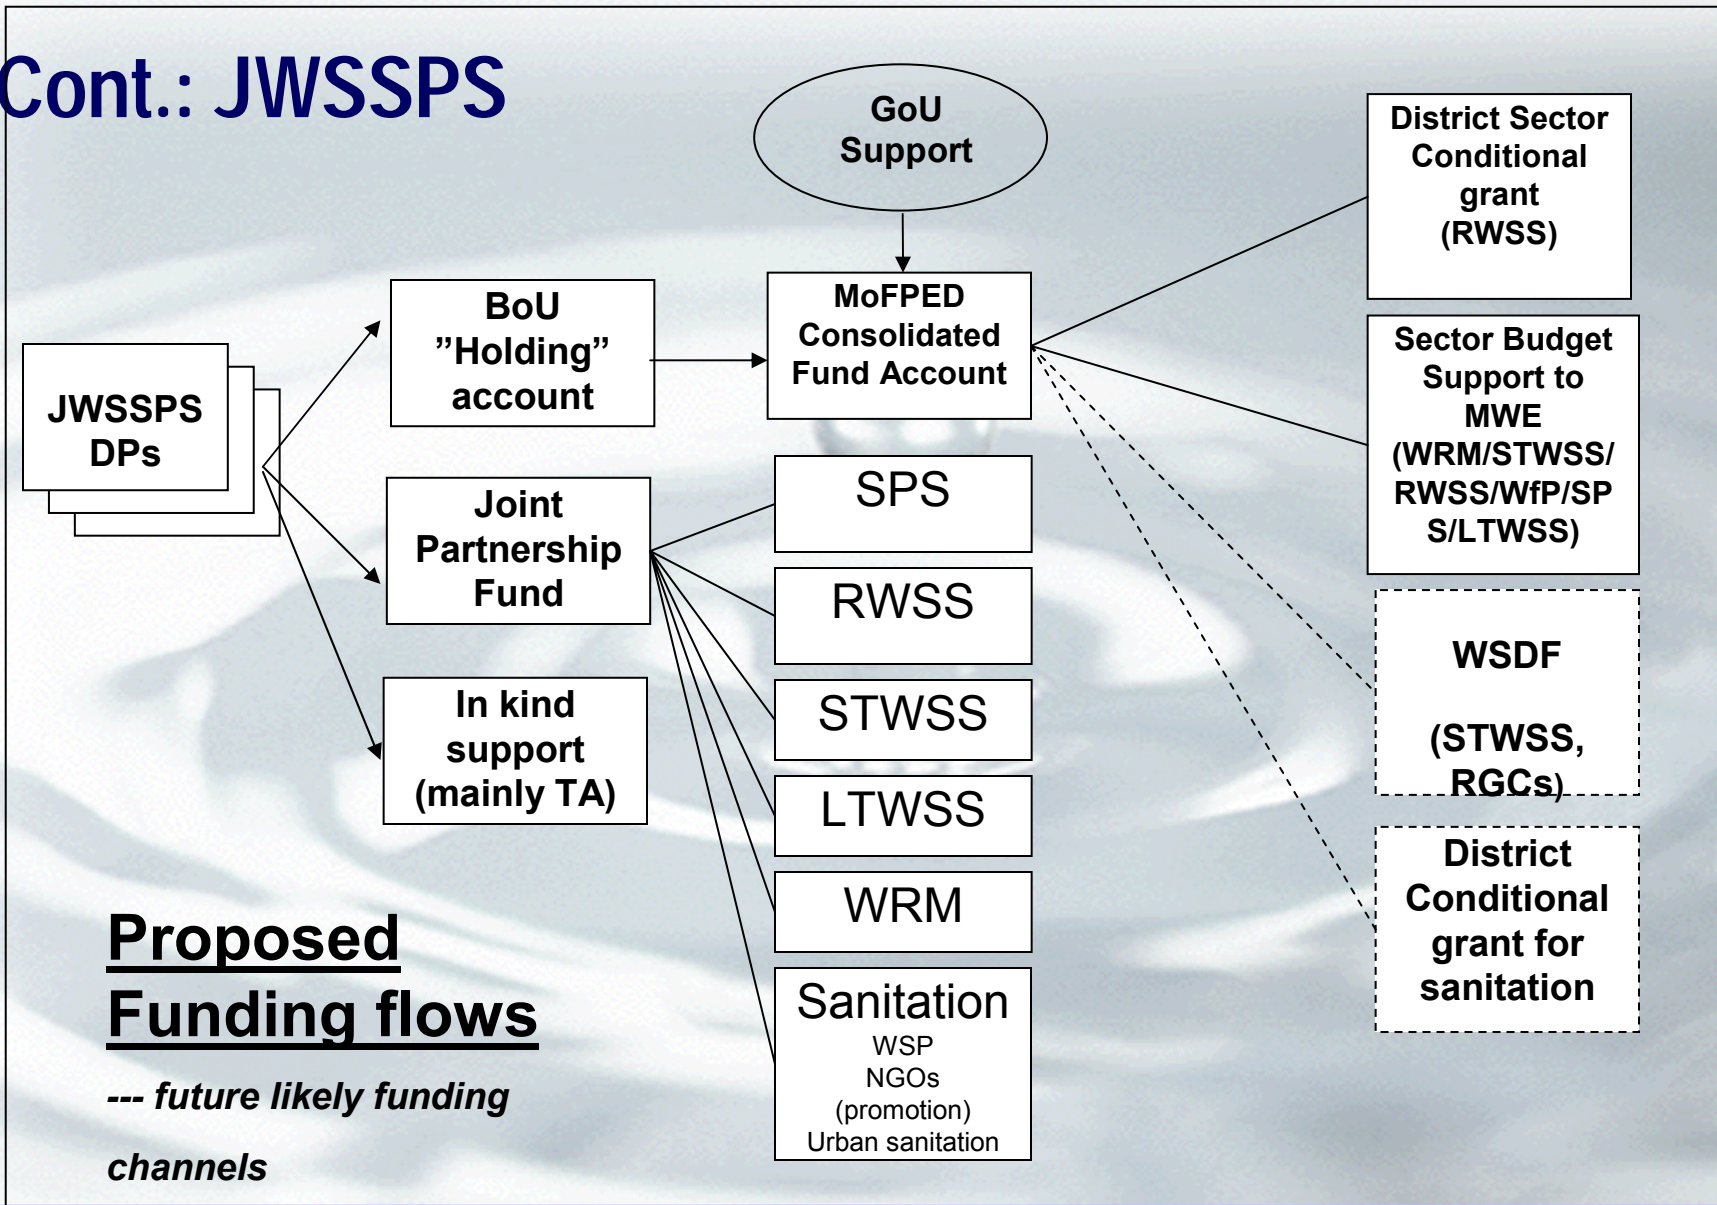 Cont.: JWSSPS
GoU
Support
JWSSPS
DPs
BoU
”Holding”
account
MoFPED
Consolidated
Fund Account
Joint
Partnership
Fund
In kind
support
(mainly TA)
SPS
RWSS
STWSS
LTWSS
WRM
Sanitation
WSP
NGOs
(promotion)
Urban sanitation
District Sector
Conditional
grant
(RWSS)
Sector Budget
Support to
MWE
(WRM/STWSS/
RWSS/WfP/SP
S/LTWSS)
WSDF
(STWSS,
RGCs)
District
Conditional
grant for
sanitation
Proposed
Funding flows
--- future likely funding
channels